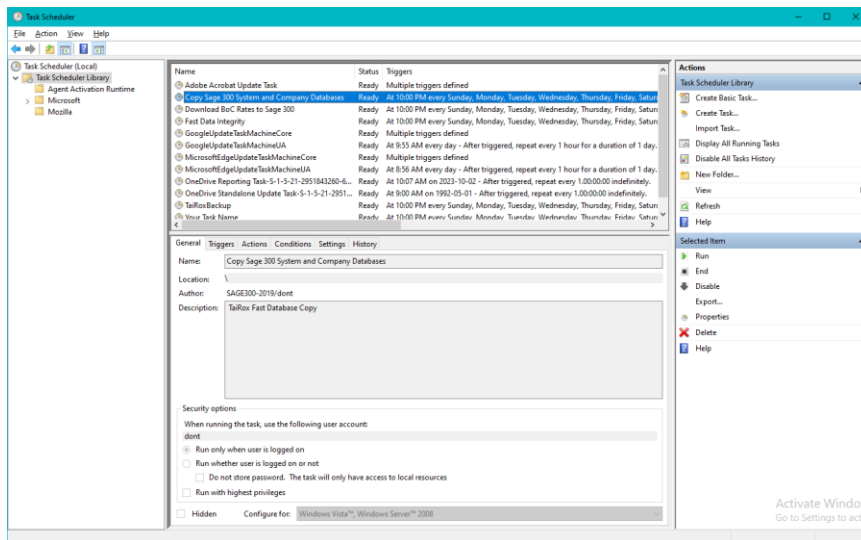 Task Scheduler
File Action View Help
Task Scheduler (Local)
Task Scheduler Library
Agent Activation Runtime
Microsoft
Mozilla
Name Status Triggers
Adobe Acrobat Update Task Ready Multiple triggers defined
Copy Sage 300 System and Company Databases Ready At 10:00 PM every Sunday, Monday, Tuesday, Wednesday, Thursday, Friday, Satur
Download BoC Rates to Sage 300 Ready At 10:00 PM every Sunday, Monday, Tuesday, Wednesday, Thursday, Friday, Satur
Fast Data Integrity Ready At 10:00 PM every Sunday, Monday, Tuesday, Wednesday, Thursday, Friday, Satur
GoogleUpdateTaskMachineCore Ready Multiple triggers defined
GoogleUpdateTaskMachineUA Ready At 9:55 AM every day - After triggered, repeat every 1 hour for a duration of 1 day.
MicrosoftEdgeUpdateTaskMachineCore Ready Multiple triggers defined
MicrosoftEdgeUpdateTaskMachineUA Ready At 8:56 AM every day - After triggered, repeat every 1 hour for a duration of 1 day.
OneDrive Reporting Task-S-1-5-21-2951843260-6... Ready At 10:07 AM on 2023-10-02 - After triggered, repeat every 1.00:00:00 indefinitely.
OneDrive Standalone Update Task-S-1-5-21-2951... Ready At 9:00 AM on 1992-05-01 - After triggered, repeat every 1.00:00:00 indefinitely.
TaiRoxBackup Ready At 10:00 PM every Sunday, Monday, Tuesday, Wednesday, Thursday, Friday, Satur
Your Task Name Ready At 10:00 PM every Sunday, Monday, Tuesday, Wednesday, Thursday, Friday, Satur
General Triggers Actions Conditions Settings History
Name: Copy Sage 300 System and Company Databases
Location: \
Author: SAGE300-2019/dont
Description: TaiRox Fast Database Copy
Security options
When running the task, use the following user account:
dont
Run only when user is logged on
Run whether user is logged on or not
Do not store password. The task will only have access to local resources
Run with highest privileges
Hidden Configure for: Windows Vista™, Windows Server™ 2008
Actions
Task Scheduler Library
Create Basic Task...
Create Task...
Import Task...
Display All Running Tasks
Disable All Tasks History
New Folder...
View
Refresh
Help
Selected Item
Run
End
Disable
Export...
Properties
Delete
Help
Activate Windo
Go to Settings to act